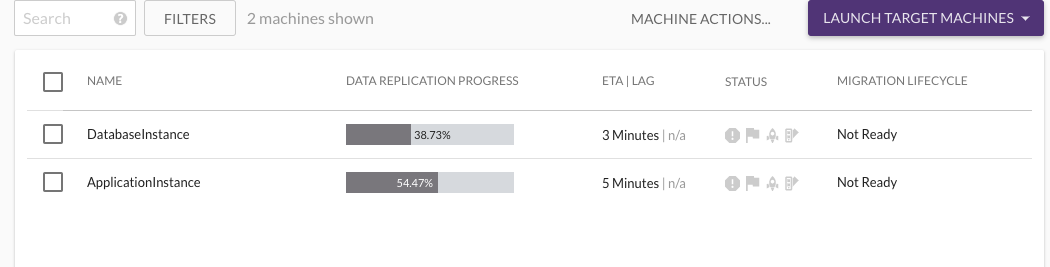 Search ? FILTERS 2 machines shown MACHINE ACTIONS... LAUNCH TARGET MACHINES
NAME DATA REPLICATION PROGRESS ETA | LAG STATUS MIGRATION LIFECYCLE
DatabaseInstance 38.73% 3 Minutes | n/a Not Ready
ApplicationInstance 54.47% 5 Minutes | n/a Not Ready